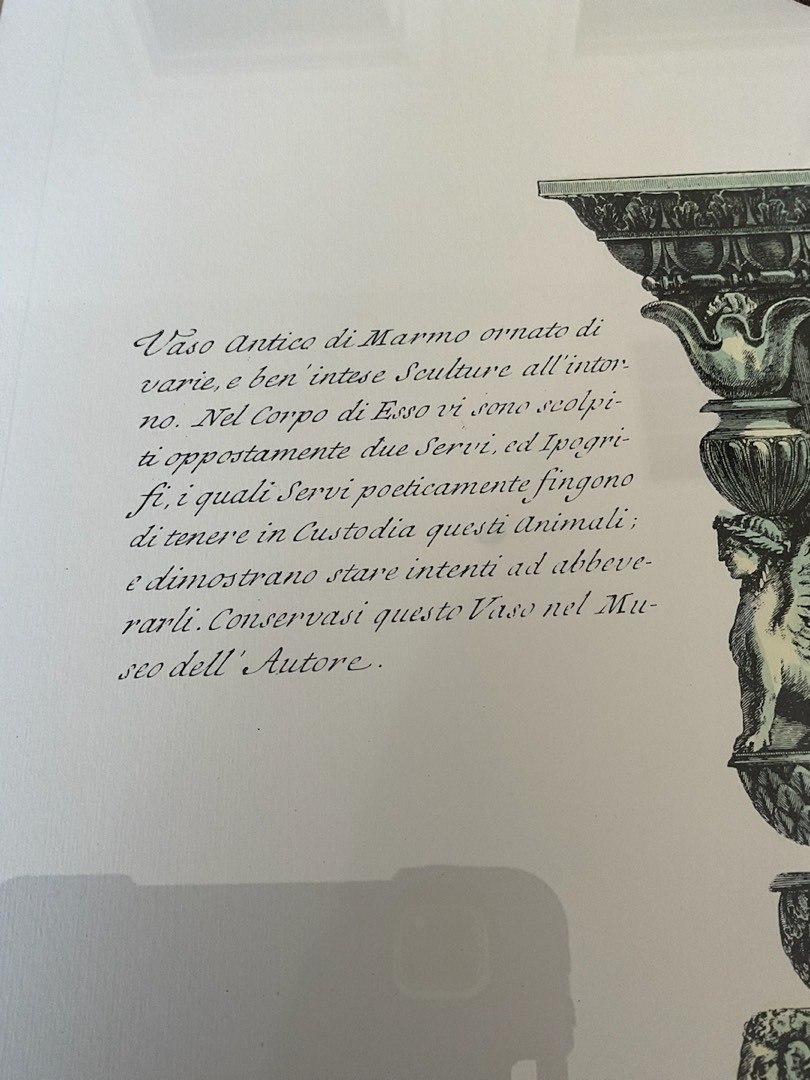 Vaso Antico di Marmo ornato di
varie, e ben'intese Sculture all'intor-
no. Nel Corpo di Esso vi sono scolpi-
ti oppostamente due Servi, ed Ipogri-
fi, i quali Servi poeticamente fingono
di tenere in Custodia questi Animali;
e dimostrano stare intenti ad abbeve-
rarli. Conservasi questo Vaso nel Mu-
seo dell' Autore.